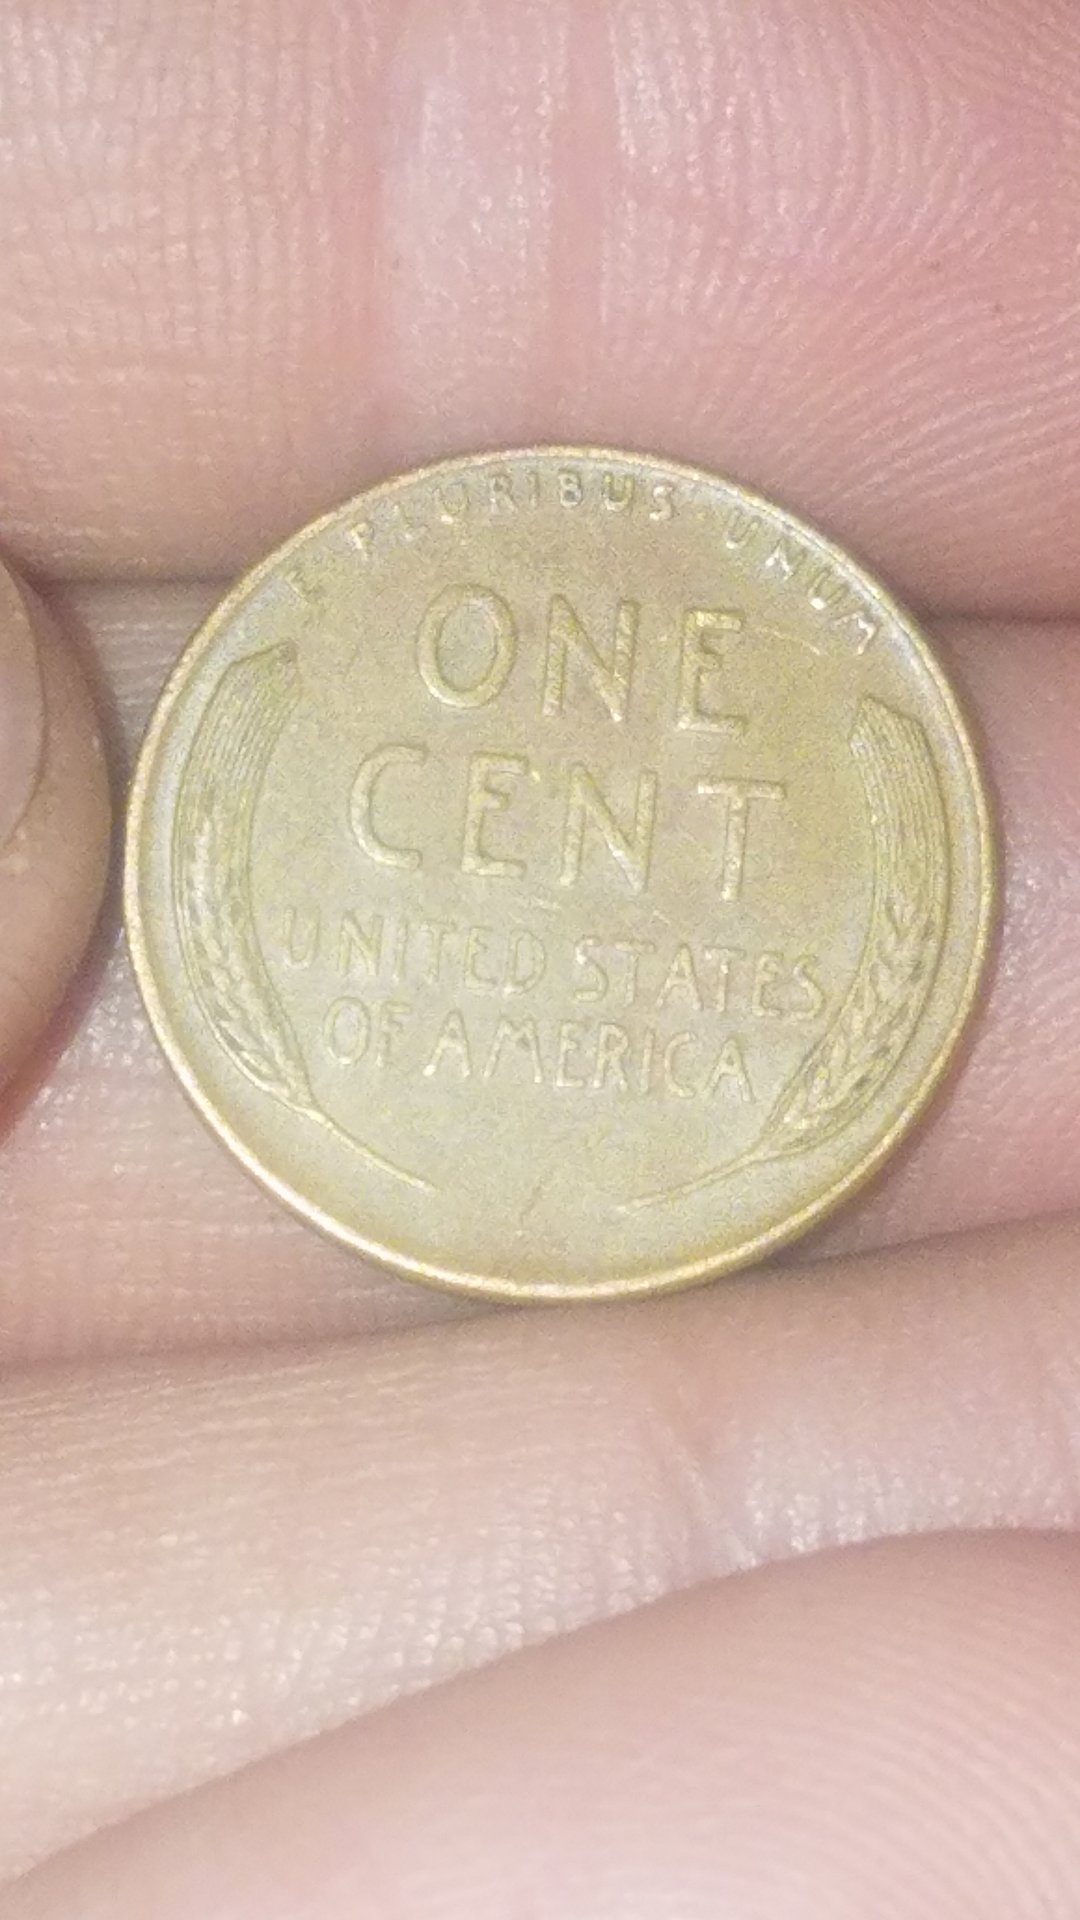 E PLURIBUS UNUM
ONE
CENT
UNITED STATES
OF AMERICA